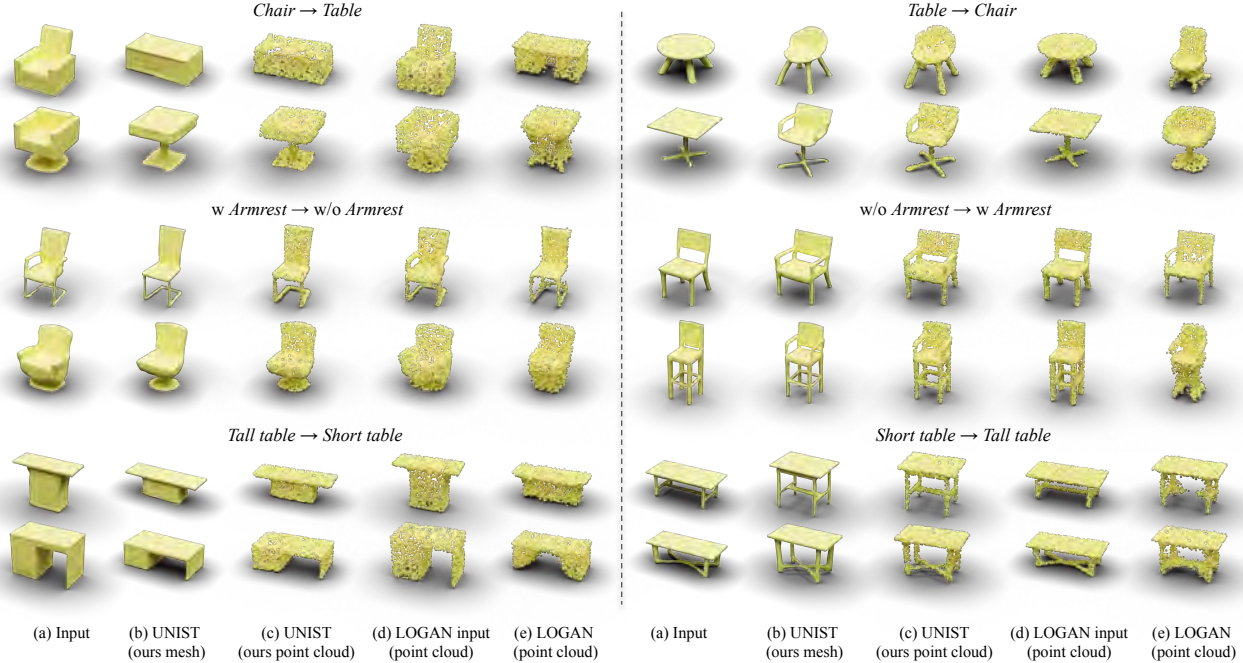 Chair → Table
Table → Chair
w Armrest → w/o Armrest
w/o Armrest → w Armrest
Tall table → Short table
Short table → Tall table
(a) Input
(b) UNIST
(ours mesh)
(c) UNIST
(ours point cloud)
(d) LOGAN input
(point cloud)
(e) LOGAN
(point cloud)
(a) Input
(b) UNIST
(ours mesh)
(c) UNIST
(ours point cloud)
(d) LOGAN input
(point cloud)
(e) LOGAN
(point cloud)